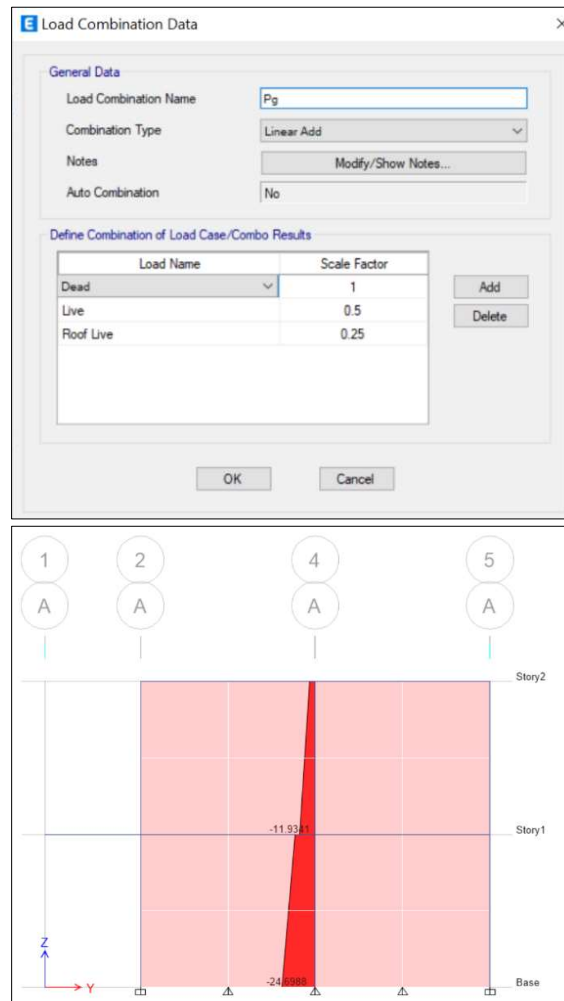 E Load Combination Data ×
General Data
Load Combination Name Pg
Combination Type Linear Add
Notes Modify/Show Notes...
Auto Combination No
Define Combination of Load Case/Combo Results
Load Name Scale Factor
Dead 1 Add
Live 0.5 Delete
Roof Live 0.25
OK Cancel
1 2 4 5
A A A A
Story2
-11.9341 Story1
Z
-24.6988 Base
Y